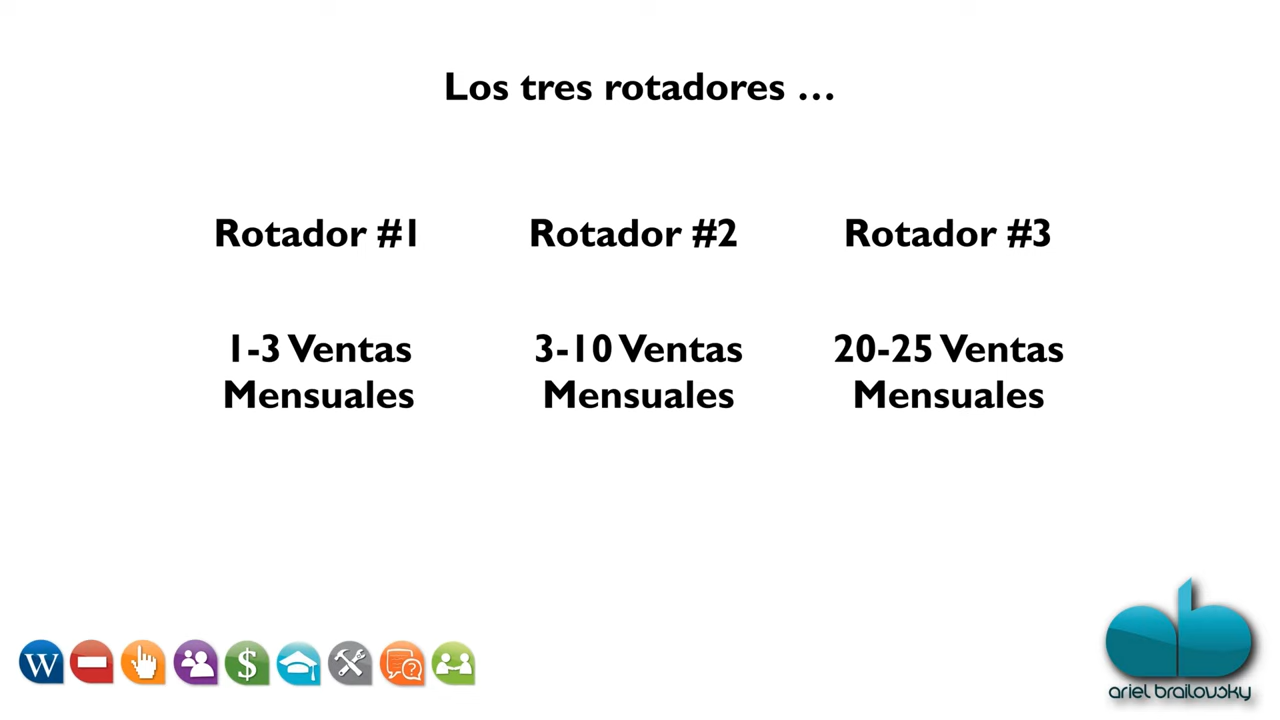 Los tres rotadores …
Rotador #1
Rotador #2
Rotador #3
1-3 Ventas
Mensuales
3-10 Ventas
Mensuales
20-25 Ventas
Mensuales
W
$
?
ab
ariel brailovsky